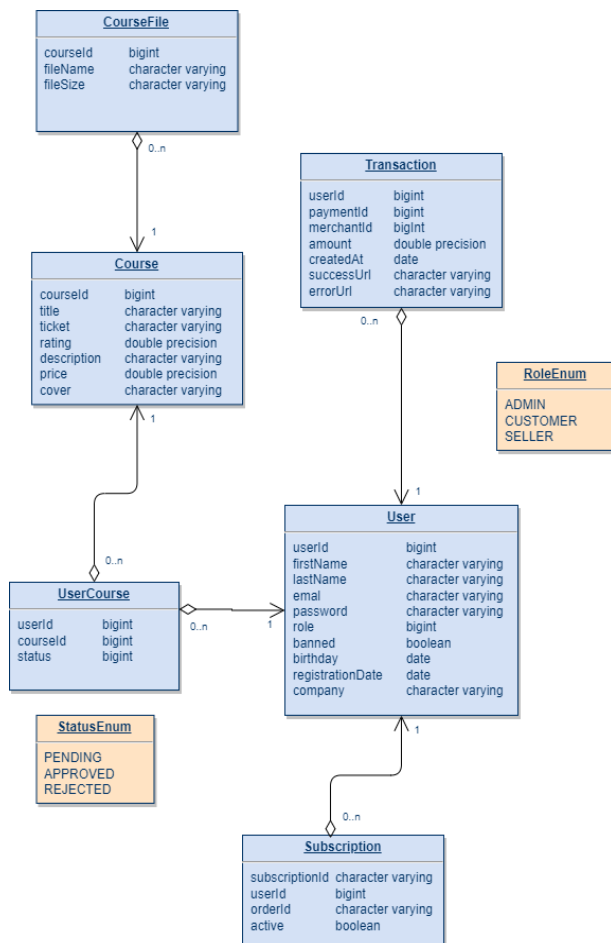 CourseFile
courseId bigint
fileName character varying
fileSize character varying
0..n
1
Transaction
userId bigint
paymentId bigint
merchantId bigInt
amount double precision
createdAt date
successUrl character varying
errorUrl character varying
0..n
1
Course
courseId bigint
title character varying
ticket character varying
rating double precision
description character varying
price double precision
cover character varying
1
0..n
RoleEnum
ADMIN
CUSTOMER
SELLER
User
userId bigint
firstName character varying
lastName character varying
emal character varying
password character varying
role bigint
banned boolean
birthday date
registrationDate date
company character varying
UserCourse
userId bigint
courseId bigint
status bigint
0..n
1
StatusEnum
PENDING
APPROVED
REJECTED
1
0..n
Subscription
subscriptionId character varying
userId bigint
orderId character varying
active boolean